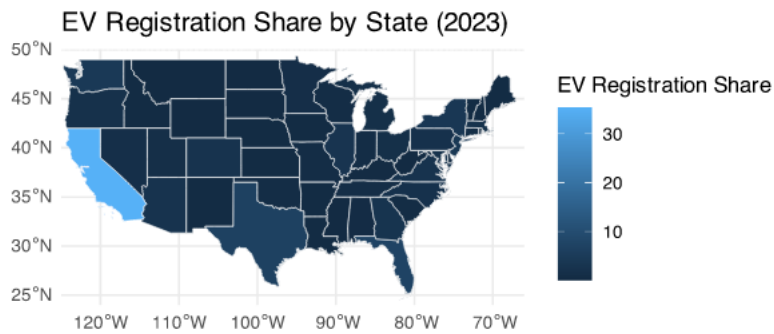 EV Registration Share by State (2023)
50°N
45°N
40°N
35°N
30°N
25°N
120°W 110°W 100°W 90°W 80°W 70°W
EV Registration Share
30
20
10